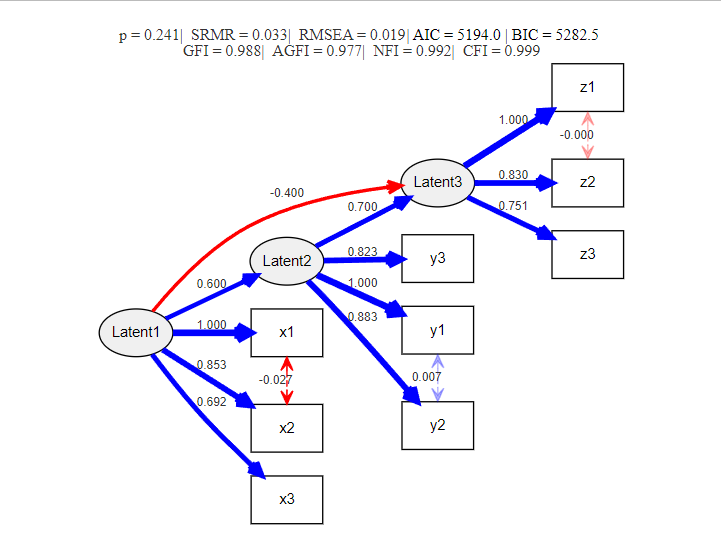 p = 0.241| SRMR = 0.033| RMSEA = 0.019| AIC = 5194.0 | BIC = 5282.5
GFI = 0.988| AGFI = 0.977| NFI = 0.992| CFI = 0.999
z1
1.000
-0.000
Latent3
0.830
z2
-0.400
0.700
0.751
0.823
y3
z3
Latent2
0.600
1.000
Latent1
1.000
x1
0.883
y1
0.853
-0.027
0.007
0.692
x2
y2
x3